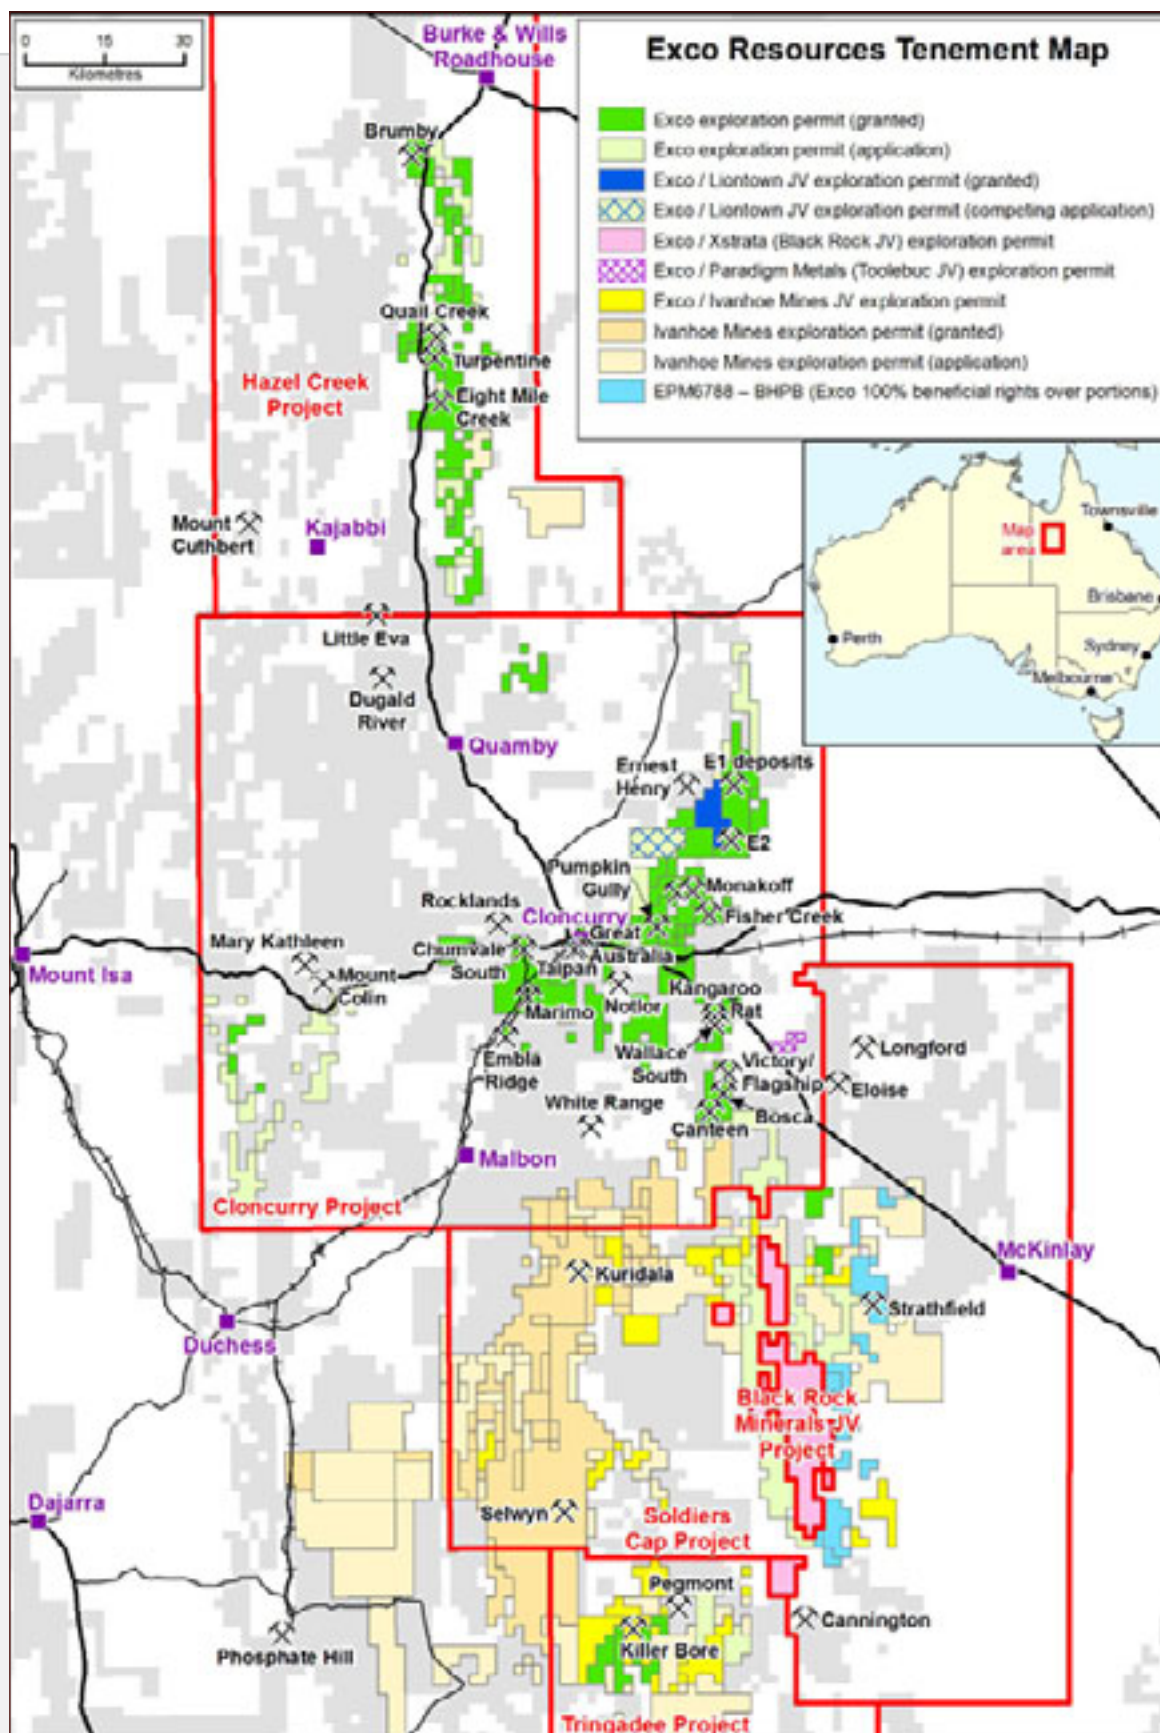 0 15 30
Kilometres
Burke & Wills
Roadhouse
Exco Resources Tenement Map
Exco exploration permit (granted)
Exco exploration permit (application)
Exco / Liontown JV exploration permit (granted)
Exco / Liontown JV exploration permit (competing application)
Exco / Xstrata (Black Rock JV) exploration permit
Exco / Paradigm Metals (Toolebuc JV) exploration permit
Exco / Ivanhoe Mines JV exploration permit
Ivanhoe Mines exploration permit (granted)
Ivanhoe Mines exploration permit (application)
EPM6788 – BHPB (Exco 100% beneficial rights over portions)
Brumby
Quail Creek
Turpentine
Hazel Creek
Project
Eight Mile
Creek
Mount
Cuthbert
Kajabbi
Townsville
Map
area
Brisbane
Perth
Sydney
Melbourne
Little Eva
Dugald
River
Quamby
Ernest
Henry
E1 deposits
E2
Pumpkin
Gully
Monakoff
Fisher Creek
Rocklands
Cloncurry
Great
Australia
Mary Kathleen
Chumvale
South
Taipan
Mount Isa
Mount
Colin
Notlor
Kangaroo
Rat
Marimo
Wallace
South
Embla
Ridge
Victory/
Flagship
Longford
Eloise
White Range
Bosca
Canteen
Malbon
Cloncurry Project
McKinlay
Kuridala
Strathfield
Duchess
Black Rock
Minerals JV
Project
Dajarra
Selwyn
Soldiers
Cap Project
Pegmont
Cannington
Killer Bore
Phosphate Hill
Tringadee Project